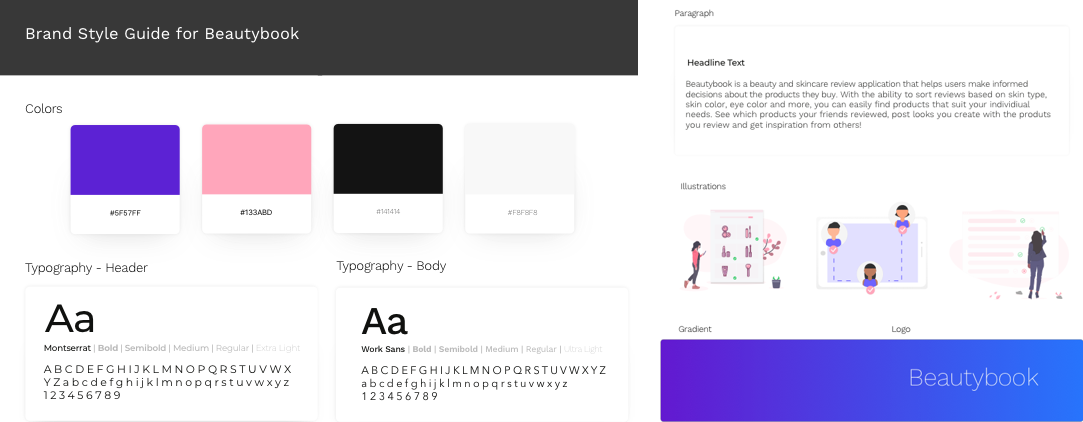 Brand Style Guide for Beautybook
Colors
#5F57FF
#133ABD
#141414
#F8F8F8
Typography - Header
Aa
Montserrat | Bold | Semibold | Medium | Regular | Extra Light
A B C D E F G H I J K L M N O P Q R S T U V W X
Y Z a b c d e f g h i j k l m n o p q r s t u v w x y z
1 2 3 4 5 6 7 8 9
Typography - Body
Aa
Work Sans | Bold | Semibold | Medium | Regular | Ultra Light
A B C D E F G H I J K L M N O P Q R S T U V W X Y Z
a b c d e f g h i j k l m n o p q r s t u v w x y z
1 2 3 4 5 6 7 8 9
Paragraph
Headline Text
Beautybook is a beauty and skincare review application that helps users make informed
decisions about the products they buy. With the ability to sort reviews based on skin type,
skin color, eye color and more, you can easily find products that suit your individiual
needs. See which products your friends reviewed, post looks you create with the produts
you review and get inspiration from others!
Illustrations
Gradient
Logo
Beautybook